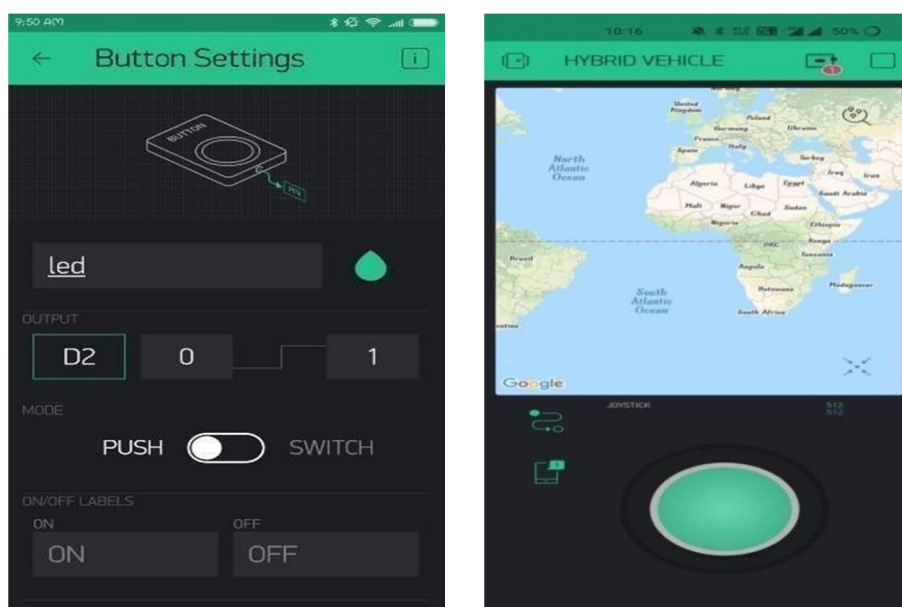 9:50 AM
Button Settings
BUTTON
PIN
led
OUTPUT
D2 0 1
MODE
PUSH SWITCH
ON/OFF LABELS
ON OFF
ON OFF
10:16 50%
HYBRID VEHICLE
1
United
Kingdom
Poland
Germany
Ukraine
France
Italy
Spain
Turkey
North
Atlantic
Ocean
Iraq
Iran
Algeria
Libya
Egypt
Saudi Arabia
Mali
Niger
Chad
Sudan
Nigeria
Ethiopia
DRC
Kenya
Tanzania
Brazil
Angola
South
Atlantic
Ocean
Botswana
Madagascar
South Africa
Google
JOYSTICK
512
512